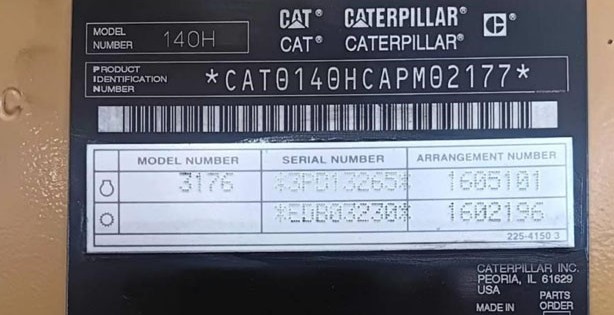 CAT® CATERPILLAR® C®
CAT® CATERPILLAR®
MODEL NUMBER 140H
PRODUCT IDENTIFICATION NUMBER *CAT0140HCAPM02177*
MODEL NUMBER SERIAL NUMBER ARRANGEMENT NUMBER
3176 *3PD13265* 1605101
*EDB03230* 1602196
225-4150 3
CATERPILLAR INC.
PEORIA, IL 61629
USA
MADE IN
PARTS ORDER